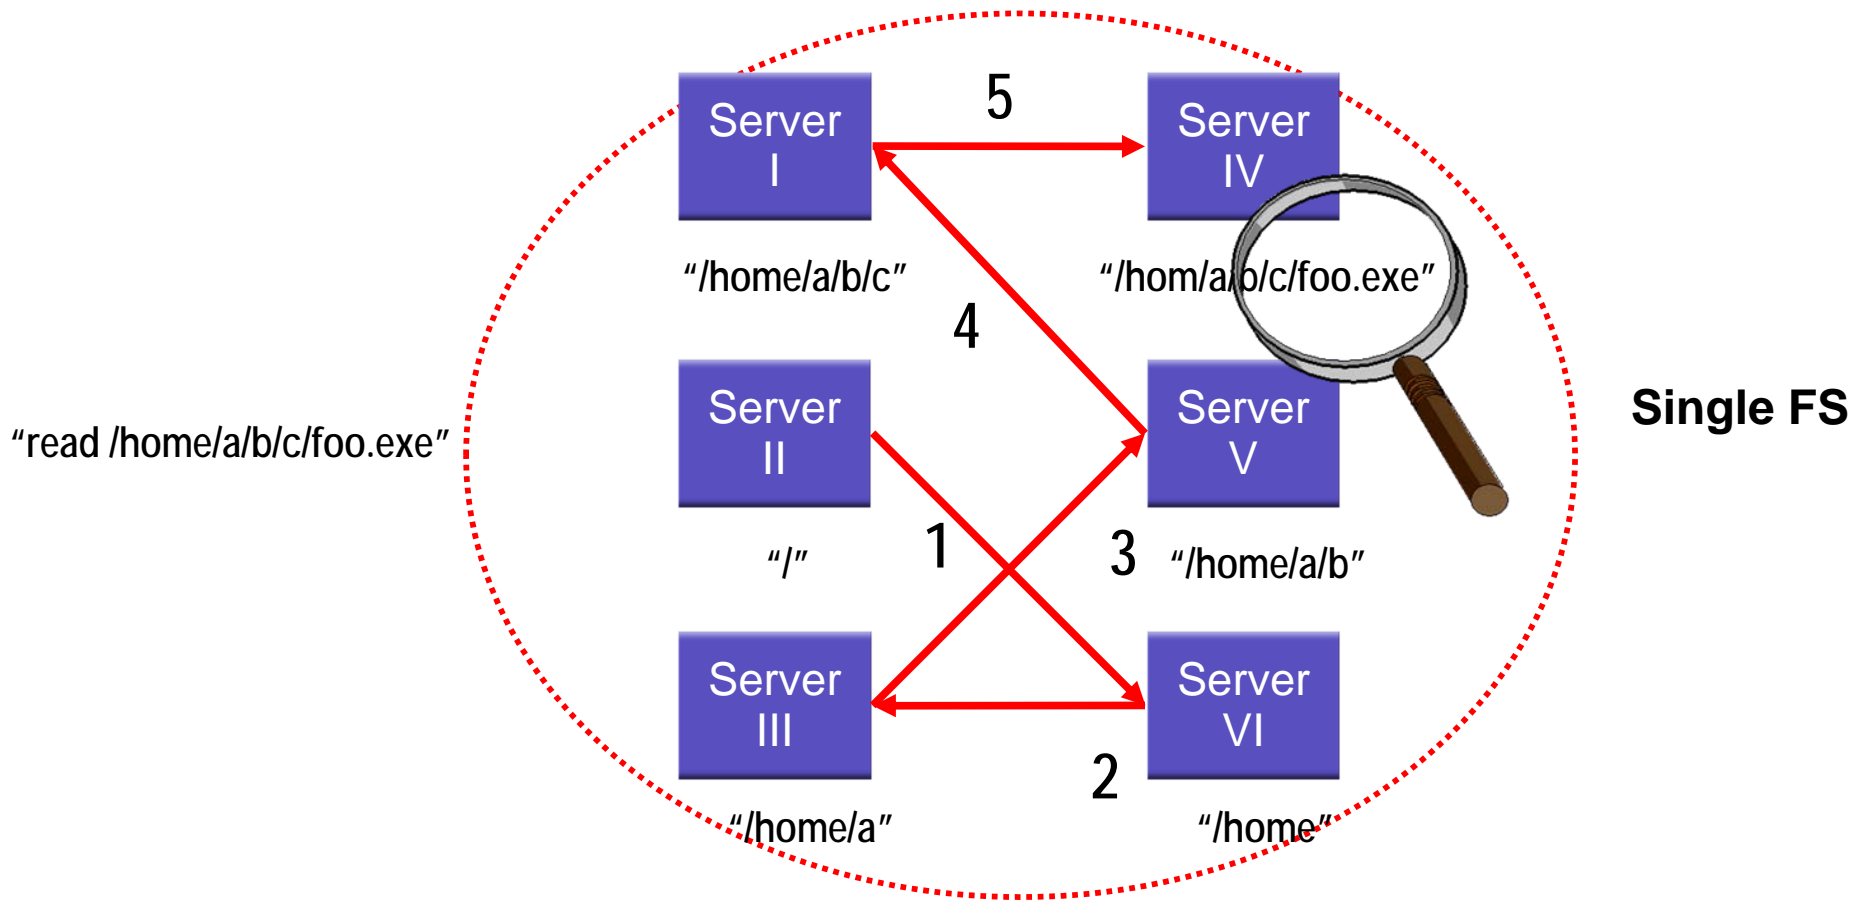 5
Server
I
Server
IV
“/home/a/b/c”
“/hom/a/b/c/foo.exe”
4
Server
II
Server
V
Single FS
“read /home/a/b/c/foo.exe”
1
3
“/”
“/home/a/b”
Server
III
Server
VI
2
“/home/a”
“/home”